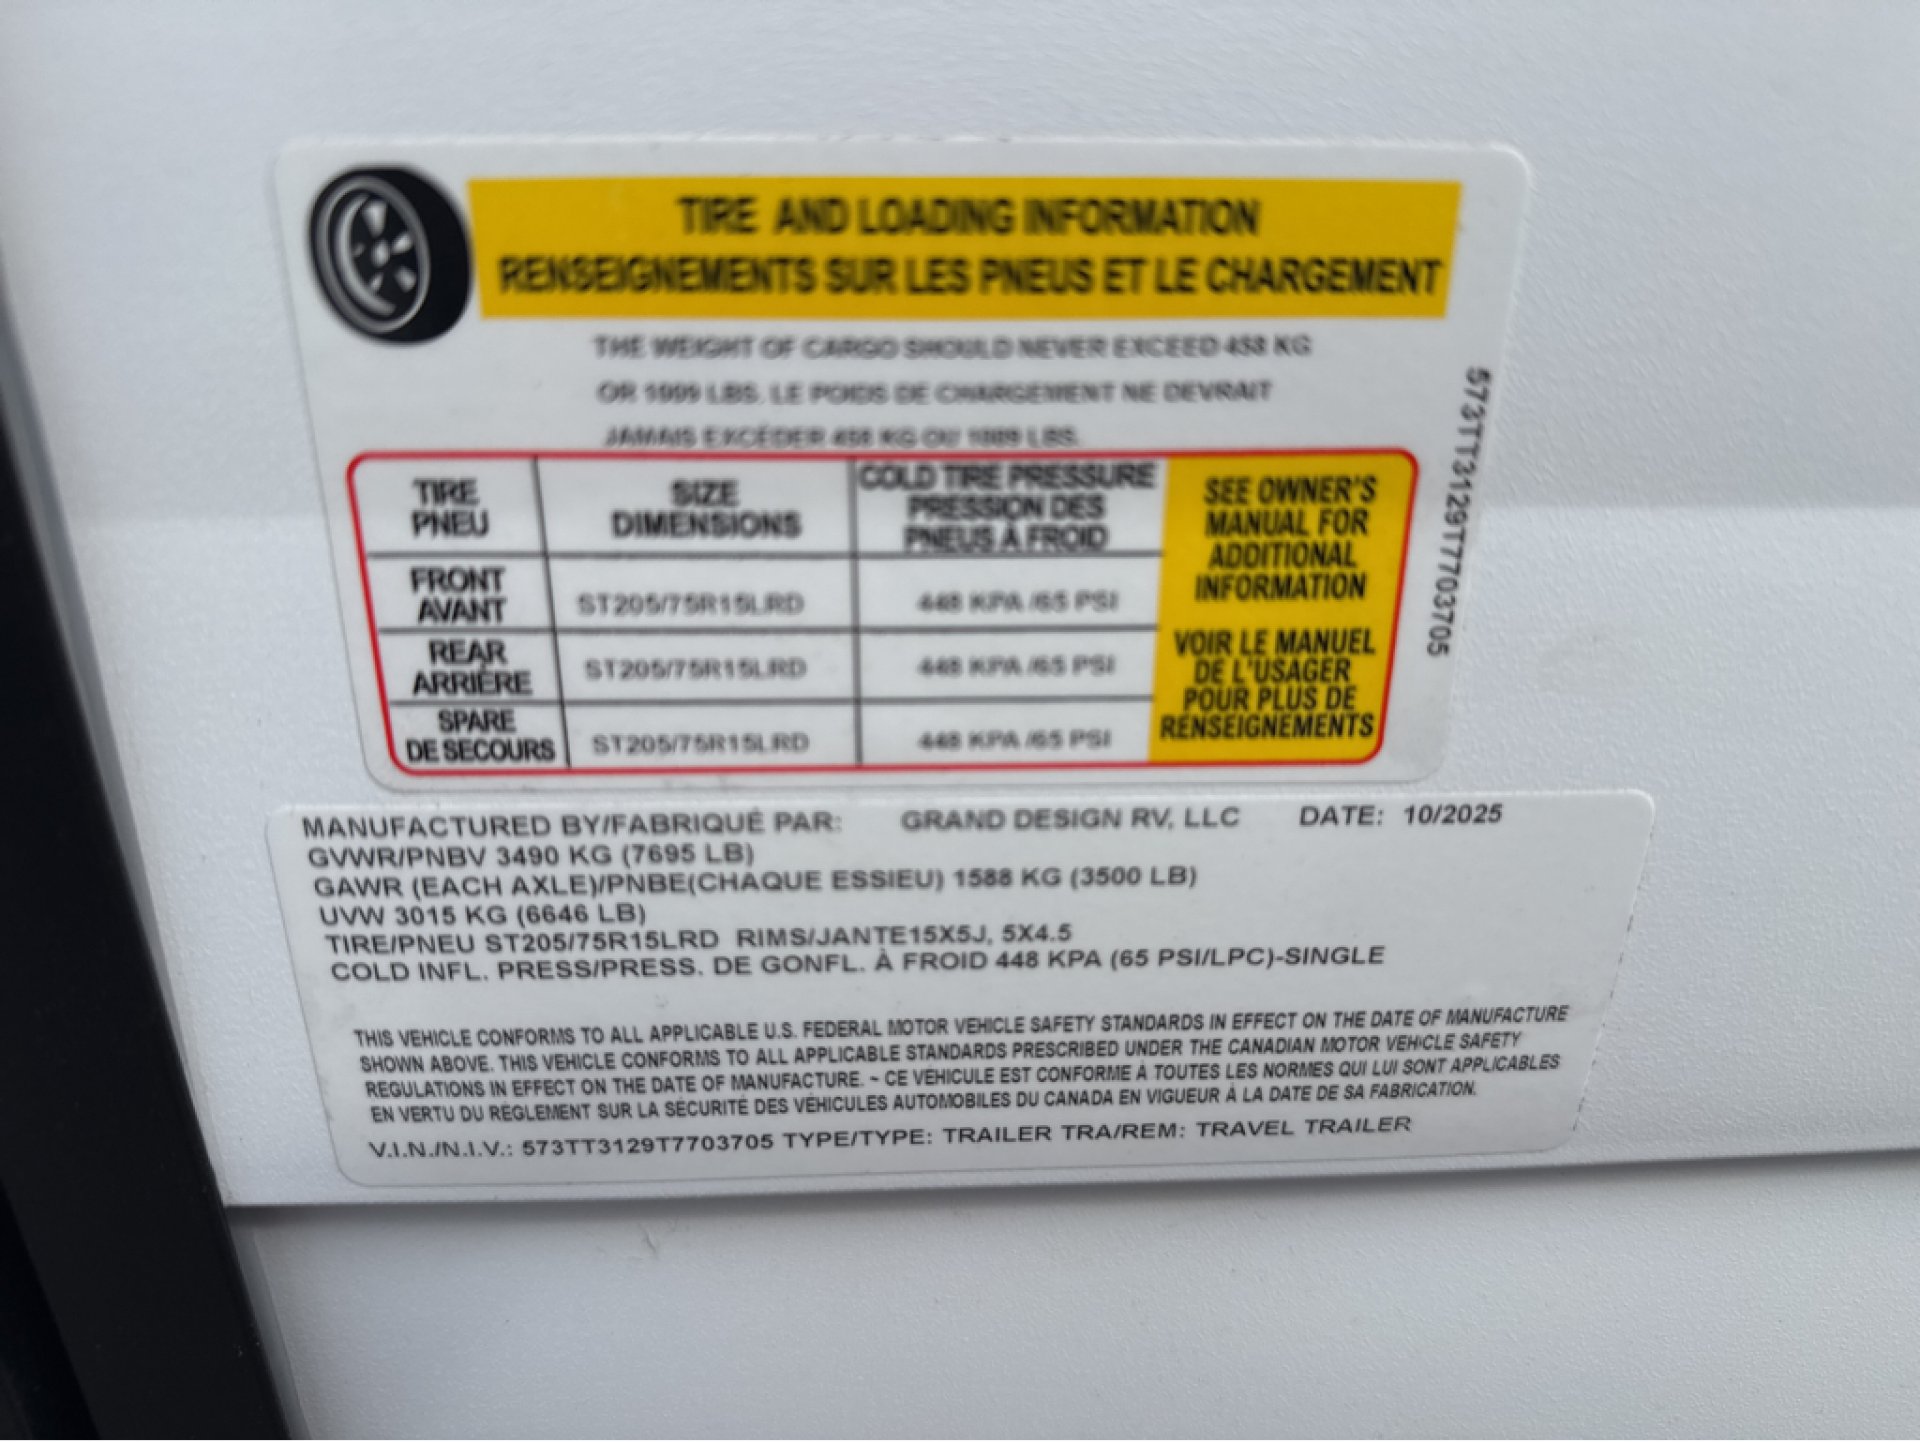 TIRE AND LOADING INFORMATION
RENSEIGNEMENTS SUR LES PNEUS ET LE CHARGEMENT
THE WEIGHT OF CARGO SHOULD NEVER EXCEED 458 KG
OR LBS. LE POIDS DE CHARGEMENT NE DEVRAIT
JAMAIS EXCÉDER 458 KG OU LBS.
TIRE
PNEU
SIZE
DIMENSIONS
COLD TIRE PRESSURE
PRESSION DES
PNEUS À FROID
FRONT
AVANT
ST205/75R15LRD
448 KPA /65 PSI
REAR
ARRIÈRE
ST205/75R15LRD
448 KPA /65 PSI
SPARE
DE SECOURS
ST205/75R15LRD
448 KPA /65 PSI
SEE OWNER'S
MANUAL FOR
ADDITIONAL
INFORMATION
VOIR LE MANUEL
DE L'USAGER
POUR PLUS DE
RENSEIGNEMENTS
573TT3129T7703705
MANUFACTURED BY/FABRIQUÉ PAR: GRAND DESIGN RV, LLC DATE: 10/2025
GVWR/PNBV 3490 KG (7695 LB)
GAWR (EACH AXLE)/PNBE(CHAQUE ESSIEU) 1588 KG (3500 LB)
UVW 3015 KG (6646 LB)
TIRE/PNEU ST205/75R15LRD RIMS/JANTE15X5J, 5X4.5
COLD INFL. PRESS/PRESS. DE GONFL. À FROID 448 KPA (65 PSI/LPC)-SINGLE
THIS VEHICLE CONFORMS TO ALL APPLICABLE U.S. FEDERAL MOTOR VEHICLE SAFETY STANDARDS IN EFFECT ON THE DATE OF MANUFACTURE
SHOWN ABOVE. THIS VEHICLE CONFORMS TO ALL APPLICABLE STANDARDS PRESCRIBED UNDER THE CANADIAN MOTOR VEHICLE SAFETY
REGULATIONS IN EFFECT ON THE DATE OF MANUFACTURE. ~ CE VEHICULE EST CONFORME À TOUTES LES NORMES QUI LUI SONT APPLICABLES
EN VERTU DU RÈGLEMENT SUR LA SÉCURITÉ DES VÉHICULES AUTOMOBILES DU CANADA EN VIGUEUR À LA DATE DE SA FABRICATION.
V.I.N./N.I.V.: 573TT3129T7703705 TYPE/TYPE: TRAILER TRA/REM: TRAVEL TRAILER